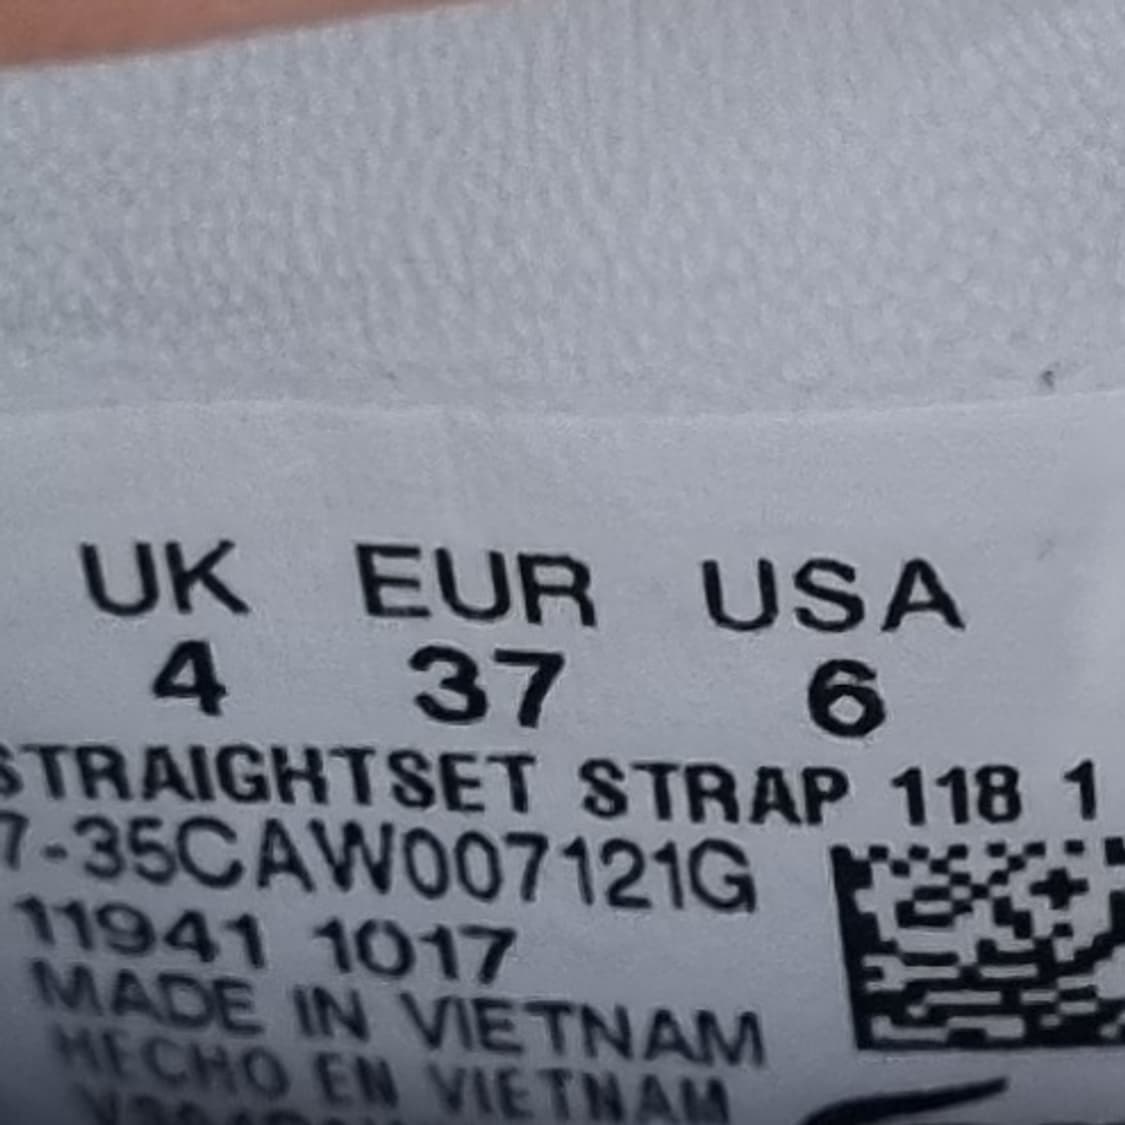 UK EUR USA
4 37 6
STRAIGHTSET STRAP 118 1
7-35CAW007121G
11941 1017
MADE IN VIETNAM
HECHO EN VIETNAM